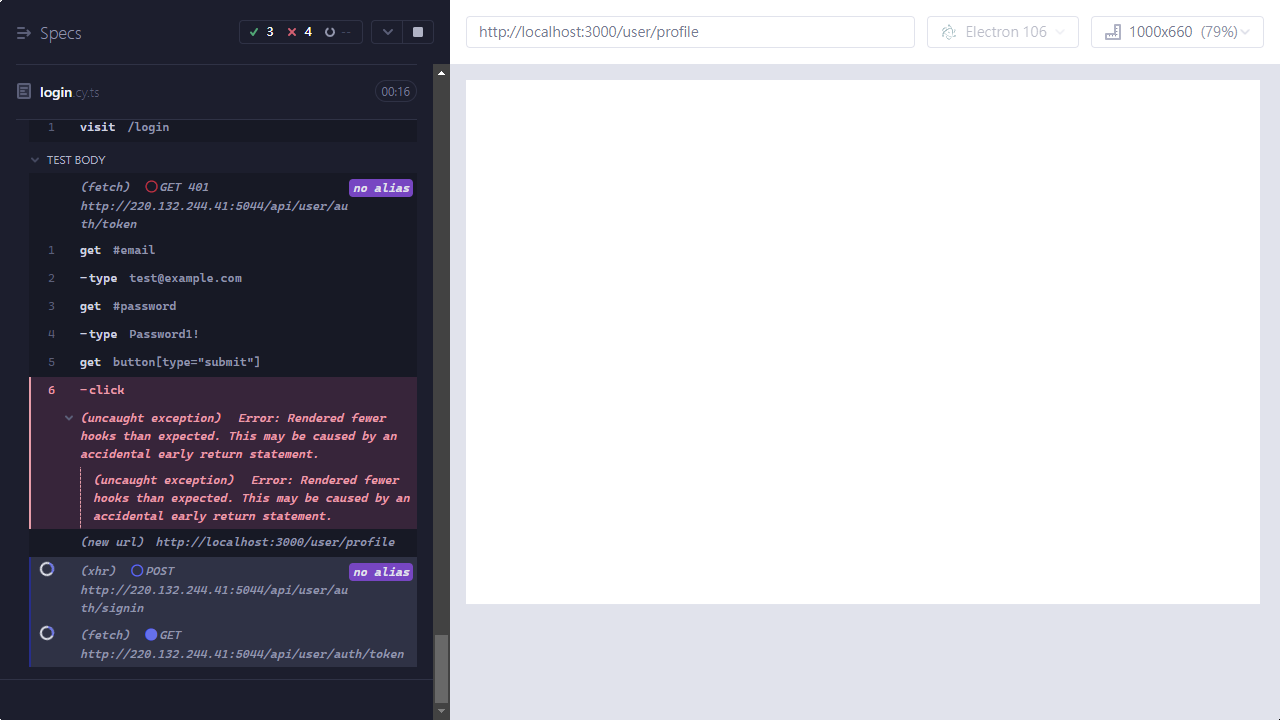 Specs
3 4 --
login.cy.ts
00:16
1 visit /login
TEST BODY
(fetch) GET 401
no alias
http://220.132.244.41:5044/api/user/au
th/token
1 get #email
2 -type test@example.com
3 get #password
4 -type Password1!
5 get button[type="submit"]
6 -click
(uncaught exception) Error: Rendered fewer
hooks than expected. This may be caused by an
accidental early return statement.
(uncaught exception) Error: Rendered fewer
hooks than expected. This may be caused by an
accidental early return statement.
(new url) http://localhost:3000/user/profile
(xhr) POST
no alias
http://220.132.244.41:5044/api/user/au
th/signin
(fetch) GET
http://220.132.244.41:5044/api/user/auth/token
http://localhost:3000/user/profile
Electron 106
1000x660 (79%)